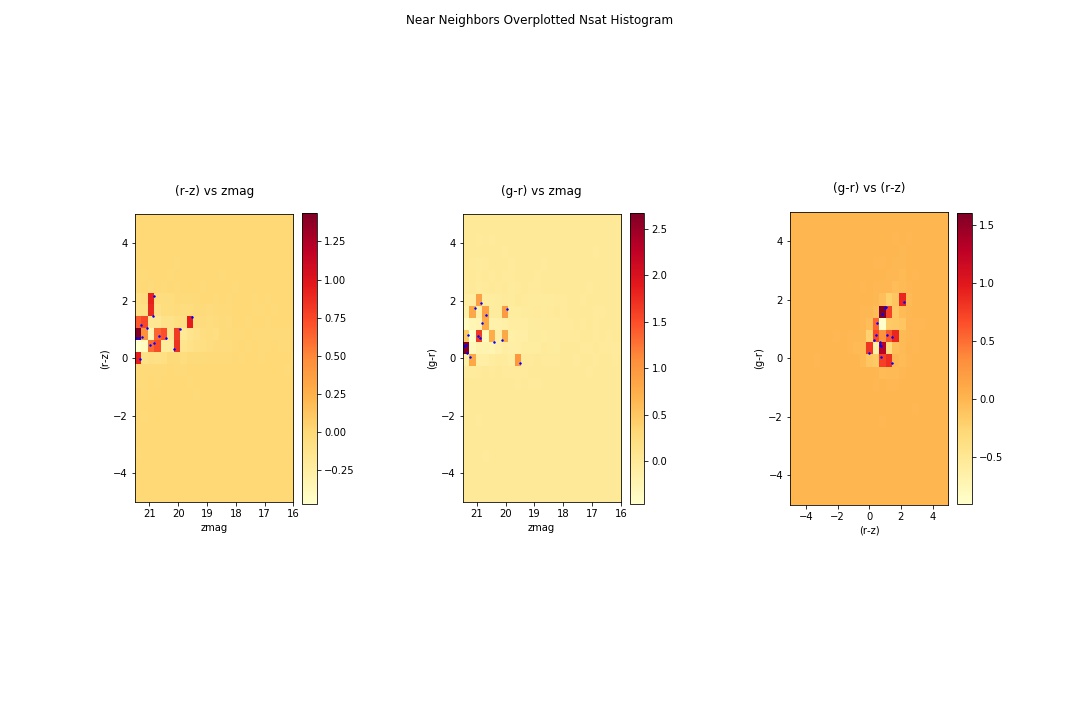 Near Neighbors Overplotted Nsat Histogram
(r-z) vs zmag
4
2
0
−2
−4
(r-z)
21 20 19 18 17 16
zmag
1.25
1.00
0.75
0.50
0.25
0.00
−0.25
(g-r) vs zmag
4
2
0
−2
−4
(g-r)
21 20 19 18 17 16
zmag
2.5
2.0
1.5
1.0
0.5
0.0
(g-r) vs (r-z)
4
2
0
−2
−4
(g-r)
−4 −2 0 2 4
(r-z)
1.5
1.0
0.5
0.0
−0.5